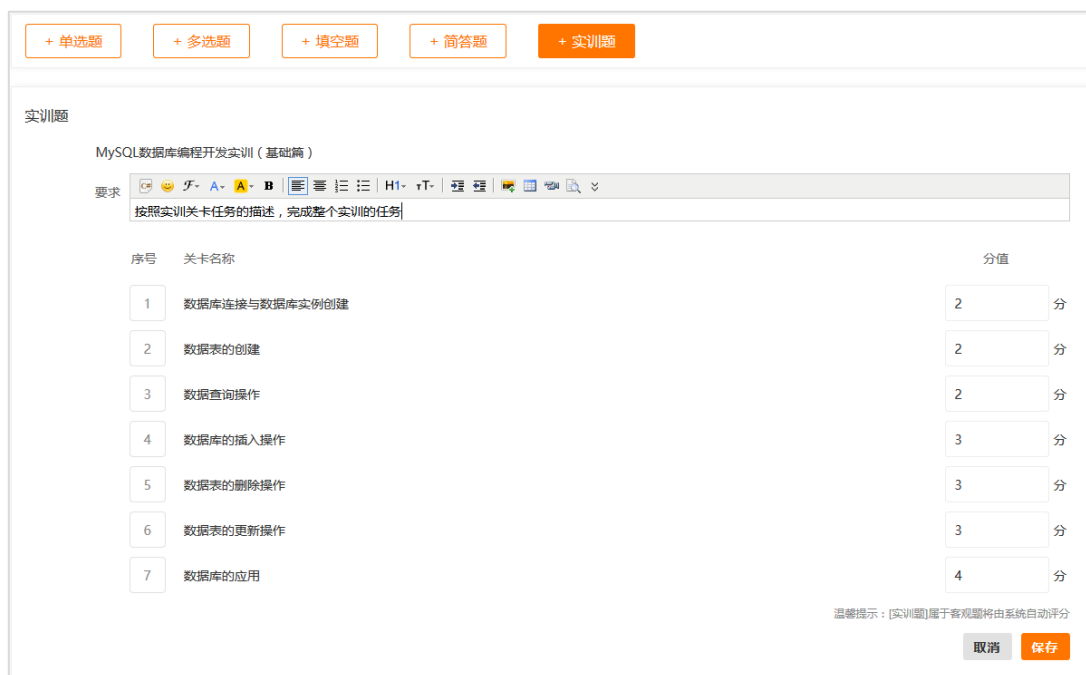 + 单选题 + 多选题 + 填空题 + 简答题 + 实训题
实训题
MySQL数据库编程开发实训（基础篇）
要求
按照实训关卡任务的描述，完成整个实训的任务
序号 关卡名称 分值
1 数据库连接与数据库实例创建 2 分
2 数据表的创建 2 分
3 数据查询操作 2 分
4 数据库的插入操作 3 分
5 数据表的删除操作 3 分
6 数据表的更新操作 3 分
7 数据库的应用 4 分
温馨提示：[实训题]属于客观题将由系统自动评分
取消 保存